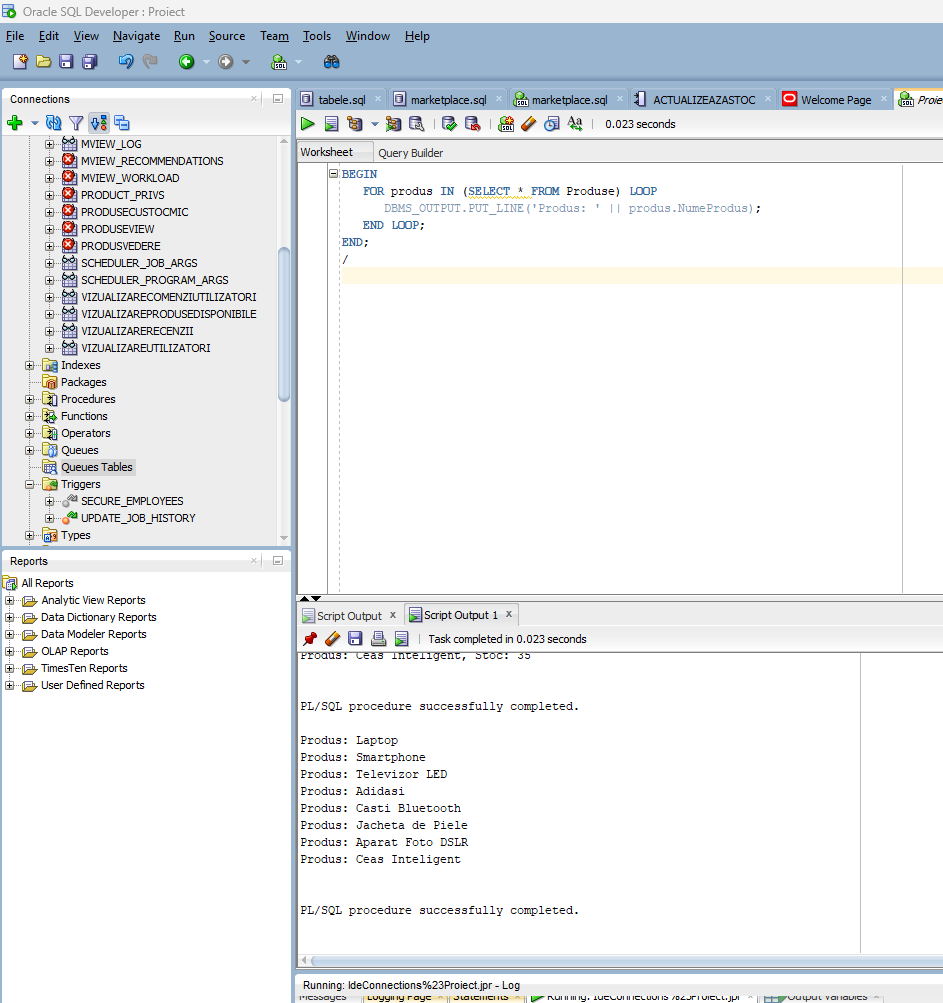 Oracle SQL Developer : Proiect
File Edit View Navigate Run Source Team Tools Window Help
Connections
MVIEW_LOG
MVIEW_RECOMMENDATIONS
MVIEW_WORKLOAD
PRODUCT_PRIVS
PRODUSECUSTOCMIC
PRODUSEVIEW
PRODUSVEDERE
SCHEDULER_JOB_ARGS
SCHEDULER_PROGRAM_ARGS
VIZUALIZARECOMENZIUTILIZATORI
VIZUALIZAREPRODUSEDISPONIBILE
VIZUALIZARERECENZII
VIZUALIZAREUTILIZATORI
Indexes
Packages
Procedures
Functions
Operators
Queues
Queues Tables
Triggers
SECURE_EMPLOYEES
UPDATE_JOB_HISTORY
Types
Reports
All Reports
Analytic View Reports
Data Dictionary Reports
Data Modeler Reports
OLAP Reports
TimesTen Reports
User Defined Reports
tabele.sql marketplace.sql marketplace.sql ACTUALIZEAZASTOC Welcome Page Proie
0.023 seconds
Worksheet Query Builder
BEGIN
FOR produs IN (SELECT * FROM Produse) LOOP
DBMS_OUTPUT.PUT_LINE('Produs: ' || produs.NumeProdus);
END LOOP;
END;
/
Script Output Script Output 1
Task completed in 0.023 seconds
Produs: Ceas Inteligent, Stoc: 35
PL/SQL procedure successfully completed.
Produs: Laptop
Produs: Smartphone
Produs: Televizor LED
Produs: Adidasi
Produs: Casti Bluetooth
Produs: Jacheta de Piele
Produs: Aparat Foto DSLR
Produs: Ceas Inteligent
PL/SQL procedure successfully completed.
Running: IdeConnections%23Proiect.jpr - Log
Messages Logging Page Statements Running: IdeConnections%23Proiect.jpr Output Variables